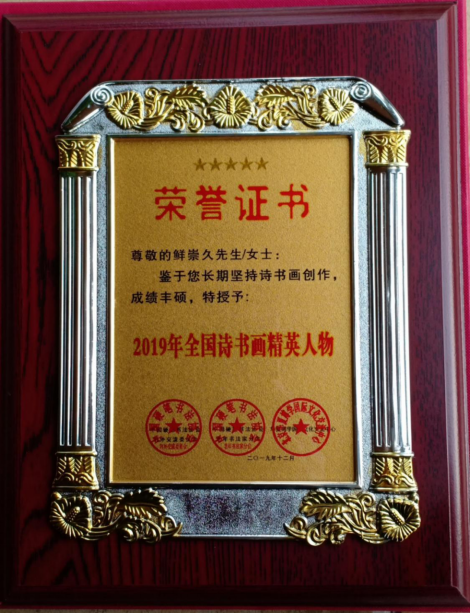 荣誉证书
尊敬的鲜崇久先生/女士：
鉴于您长期坚持诗书画创作，
成绩丰硕，特授予：
2019年全国诗书画精英人物
二〇一九年十二月